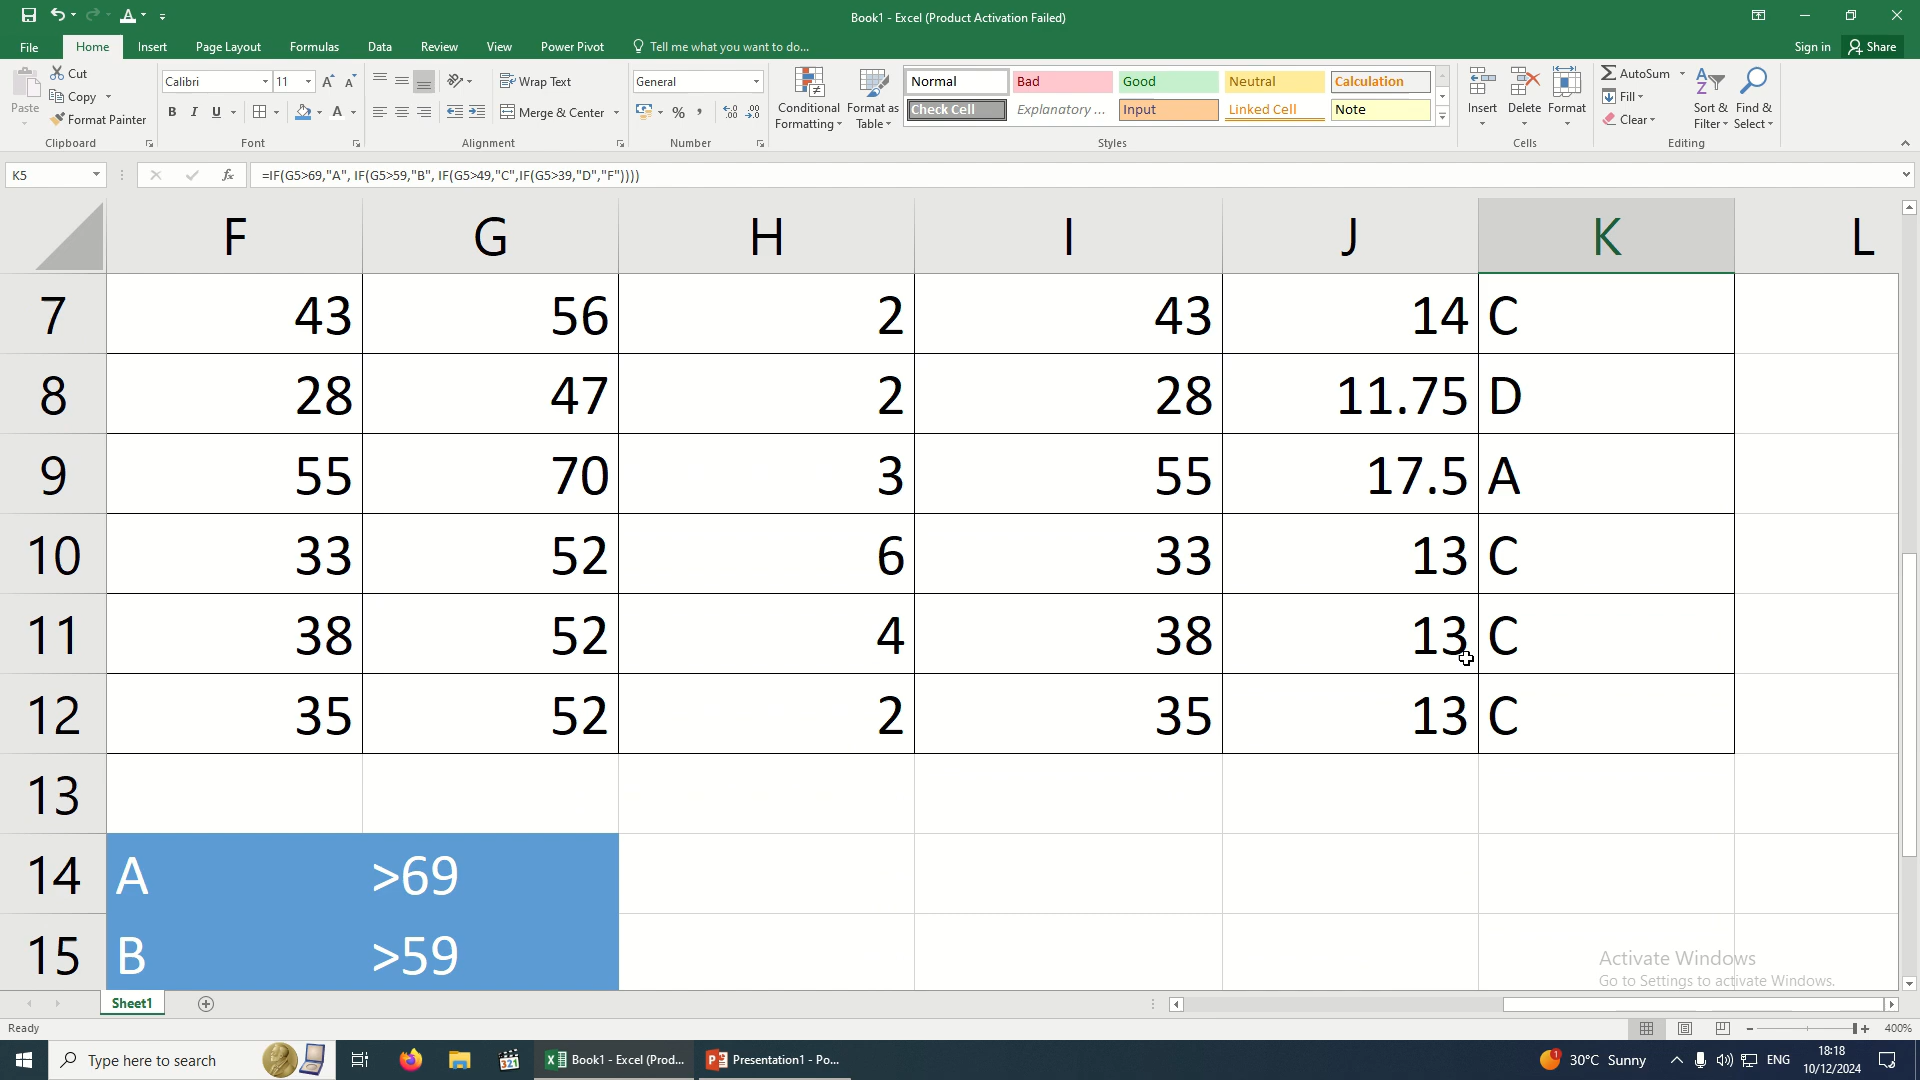 Book1 - Excel (Product Activation Failed)
File Home Insert Page Layout Formulas Data Review View Power Pivot Tell me what you want to do... Sign in Share
Paste
Cut
Copy
Format Painter
Clipboard
Calibri 11
B I U
Font
Wrap Text
Merge & Center
Alignment
General
Number
Conditional Formatting
Format as Table
Normal Bad Good Neutral Calculation
Check Cell Explanatory ... Input Linked Cell Note
Styles
Insert Delete Format
Cells
AutoSum
Fill
Clear
Sort & Filter
Find & Select
Editing
K5 fx =IF(G5>69,"A", IF(G5>59,"B", IF(G5>49,"C",IF(G5>39,"D","F"))))
F G H I J K L
7 43 56 2 43 14 C
8 28 47 2 28 11.75 D
9 55 70 3 55 17.5 A
10 33 52 6 33 13 C
11 38 52 4 38 13 C
12 35 52 2 35 13 C
13
14 A >69
15 B >59
Activate Windows
Go to Settings to activate Windows.
Sheet1
Ready 400%
Type here to search Book1 - Excel (Prod... Presentation1 - Po... 30°C Sunny ENG 18:18
10/12/2024